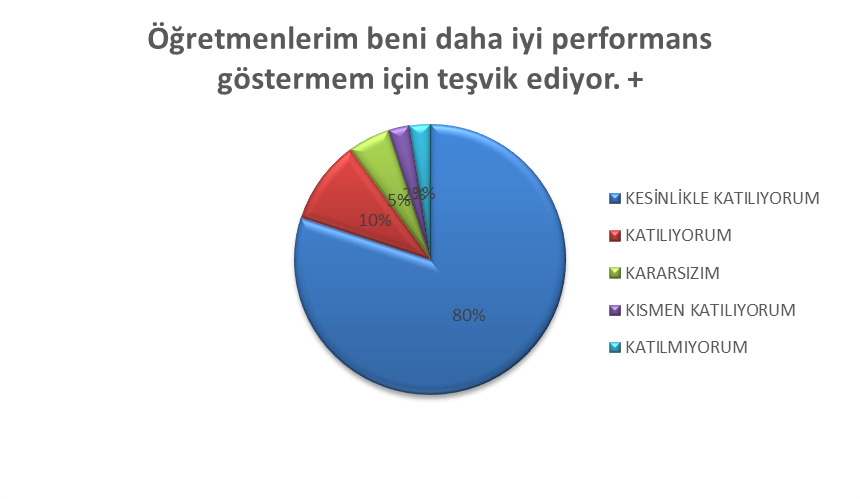 Öğretmenlerim beni daha iyi performans
göstermem için teşvik ediyor. +
5%
10%
80%
KESİNLİKLE KATILIYORUM
KATILIYORUM
KARARSIZIM
KISMEN KATILIYORUM
KATILMIYORUM